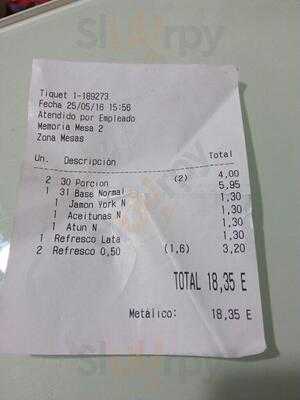 Sluurpy
Tiquet 1-189273
Fecha 25/05/16 15:56
Atendido por Empleado
Memoria Mesa 2
Zona Mesas
Un. Descripción Total
2 30 Porcion (2) 4,00
1 31 Base Normal 5,95
1 Jamon York N 1,30
1 Aceitunas N 1,30
1 Atun N 1,30
1 Refresco Lata 1,30
2 Refresco 0,50 (1,6) 3,20
TOTAL 18,35 E
Metálico: 18,35 E